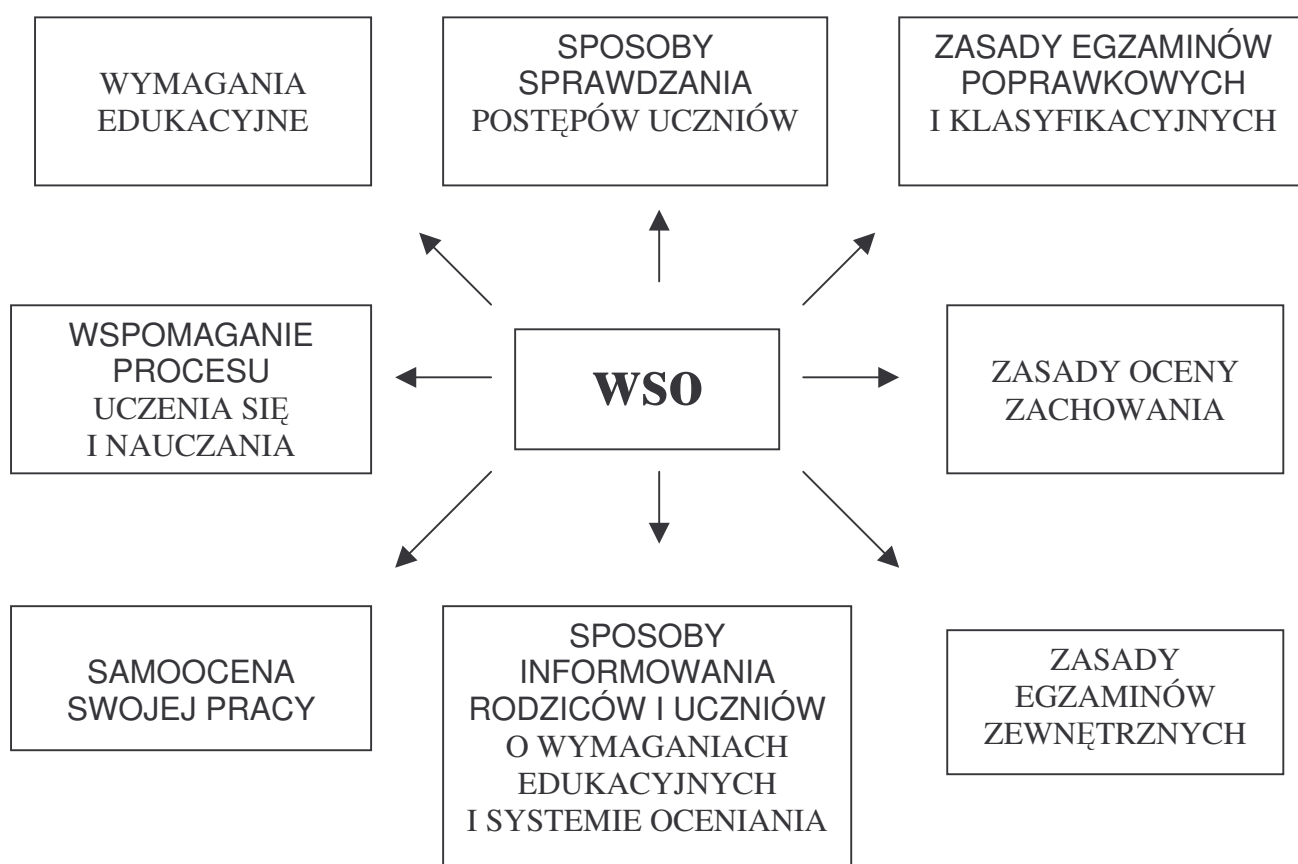 WYMAGANIA
EDUKACYJNE
SPOSOBY
SPRAWDZANIA
POSTĘPÓW UCZNIÓW
ZASADY EGZAMINÓW
POPRAWKOWYCH
I KLASYFIKACYJNYCH
WSPOMAGANIE
PROCESU
UCZENIA SIĘ
I NAUCZANIA
WSO
ZASADY OCENY
ZACHOWANIA
SAMOOCENA
SWOJEJ PRACY
SPOSOBY
INFORMOWANIA
RODZICÓW I UCZNIÓW
O WYMAGANIACH
EDUKACYJNYCH
I SYSTEMIE OCENIANIA
ZASADY
EGZAMINÓW
ZEWNĘTRZNYCH